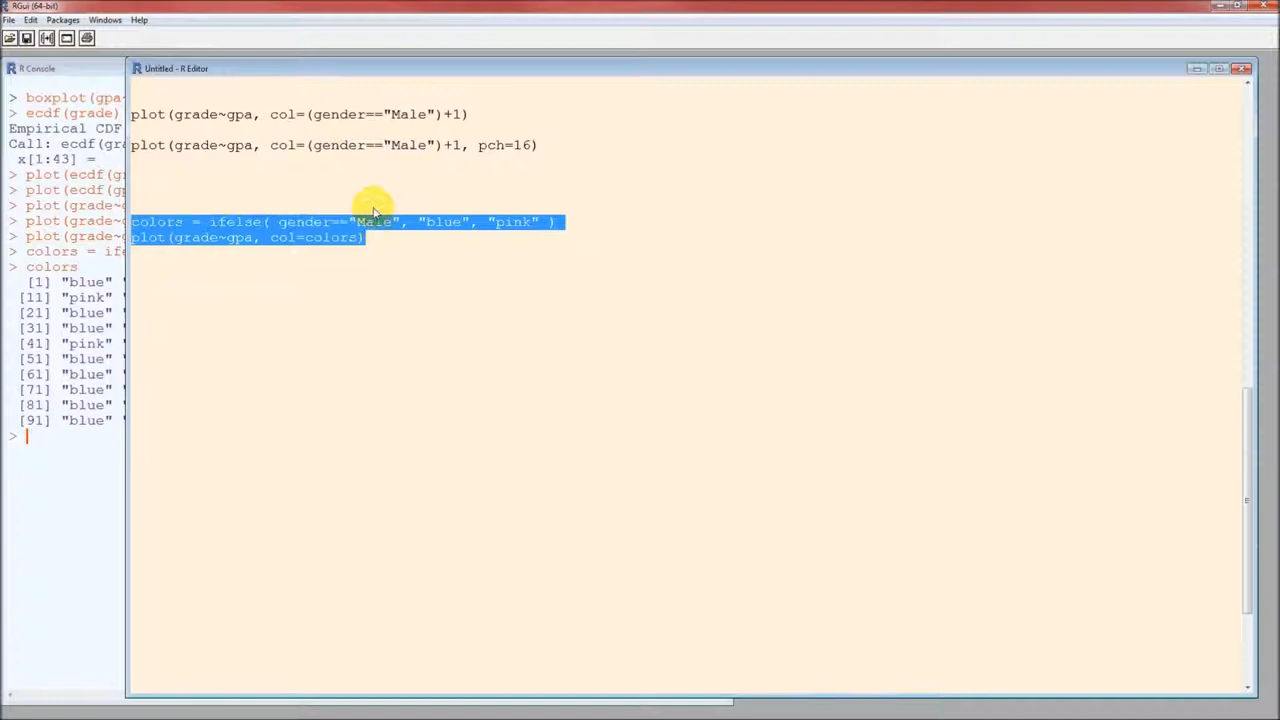 RGui (64-bit)
File Edit Packages Windows Help
R Console
> boxplot(gpa
> ecdf(grade)
Empirical CDF
Call: ecdf(gra
x[1:43] =
> plot(ecdf(g
> plot(ecdf(g
> plot(grade~
> plot(grade~
> plot(grade~
> colors = ife
> colors
[1] "blue"
[11] "pink"
[21] "blue"
[31] "blue"
[41] "pink"
[51] "blue"
[61] "blue"
[71] "blue"
[81] "blue"
[91] "blue"
>
Untitled - R Editor
plot(grade~gpa, col=(gender=="Male")+1)
plot(grade~gpa, col=(gender=="Male")+1, pch=16)
colors = ifelse( gender=="Male", "blue", "pink" )
plot(grade~gpa, col=colors)